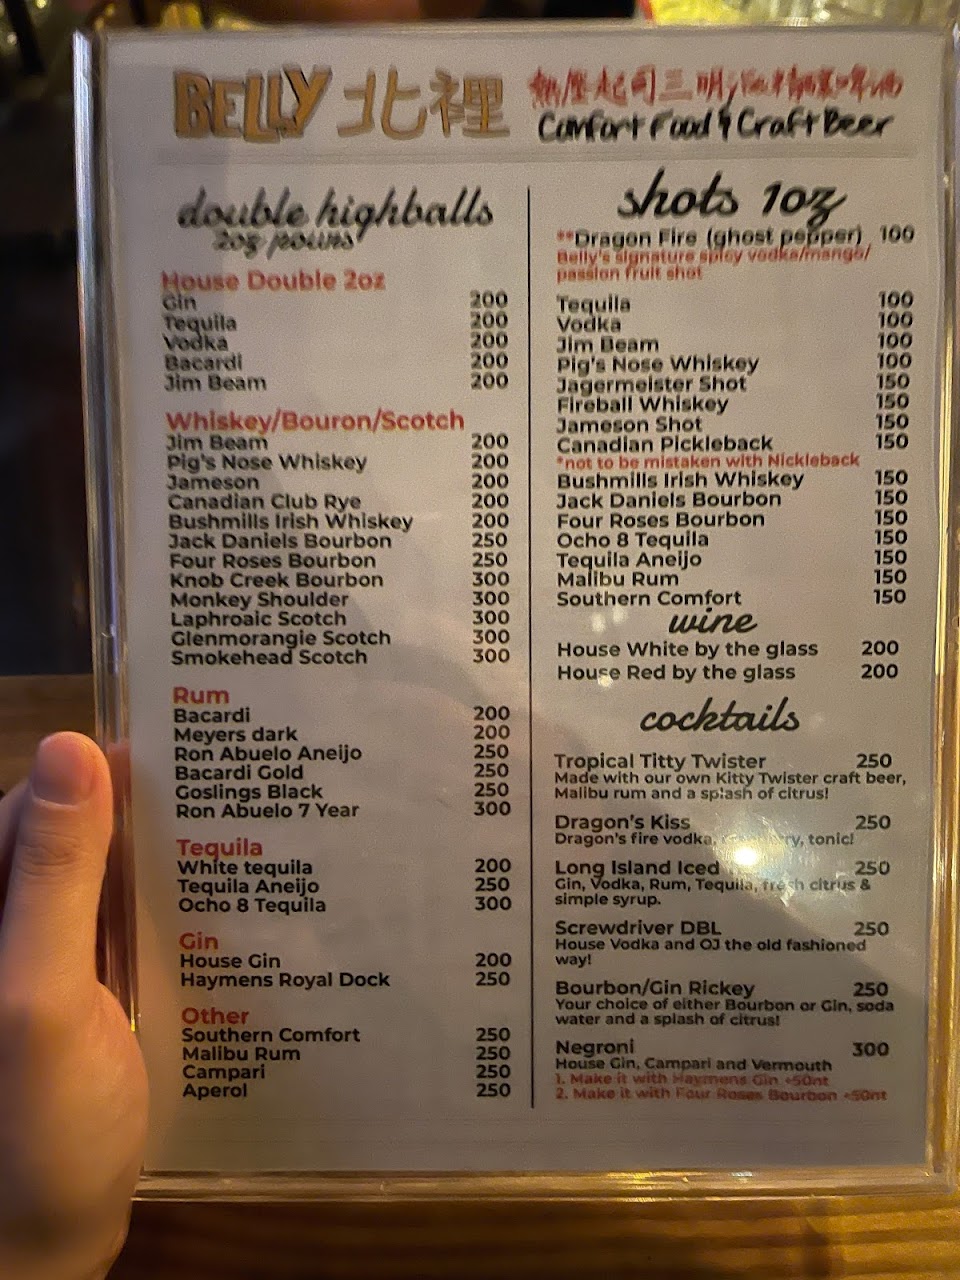 BELLY 北裡
熱壓起司三明治 精釀啤酒
Comfort Food & Craft Beer
double highballs
2oz pours
House Double 2oz
Gin 200
Tequila 200
Vodka 200
Bacardi 200
Jim Beam 200
Whiskey/Bouron/Scotch
Jim Beam 200
Pig's Nose Whiskey 200
Jameson 200
Canadian Club Rye 200
Bushmills Irish Whiskey 200
Jack Daniels Bourbon 250
Four Roses Bourbon 250
Knob Creek Bourbon 300
Monkey Shoulder 300
Laphroaic Scotch 300
Glenmorangie Scotch 300
Smokehead Scotch 300
Rum
Bacardi 200
Meyers dark 200
Ron Abuelo Aneijo 250
Bacardi Gold 250
Goslings Black 250
Ron Abuelo 7 Year 300
Tequila
White tequila 200
Tequila Aneijo 250
Ocho 8 Tequila 300
Gin
House Gin 200
Haymens Royal Dock 250
Other
Southern Comfort 250
Malibu Rum 250
Campari 250
Aperol 250
shots 1oz
**Dragon Fire (ghost pepper) 100
Belly's signature spicy vodka/mango/
passion fruit shot
Tequila 100
Vodka 100
Jim Beam 100
Pig's Nose Whiskey 100
Jagermeister Shot 150
Fireball Whiskey 150
Jameson Shot 150
Canadian Pickleback 150
*not to be mistaken with Nickleback
Bushmills Irish Whiskey 150
Jack Daniels Bourbon 150
Four Roses Bourbon 150
Ocho 8 Tequila 150
Tequila Aneijo 150
Malibu Rum 150
Southern Comfort 150
wine
House White by the glass 200
House Red by the glass 200
cocktails
Tropical Titty Twister 250
Made with our own Kitty Twister craft beer,
Malibu rum and a splash of citrus!
Dragon's Kiss 250
Dragon's fire vodka, tonic!
Long Island Iced 250
Gin, Vodka, Rum, Tequila, fresh citrus &
simple syrup.
Screwdriver DBL 250
House Vodka and OJ the old fashioned
way!
Bourbon/Gin Rickey 250
Your choice of either Bourbon or Gin, soda
water and a splash of citrus!
Negroni 300
House Gin, Campari and Vermouth
1. Make it with Haymens Gin +50nt
2. Make it with Four Roses Bourbon +50nt